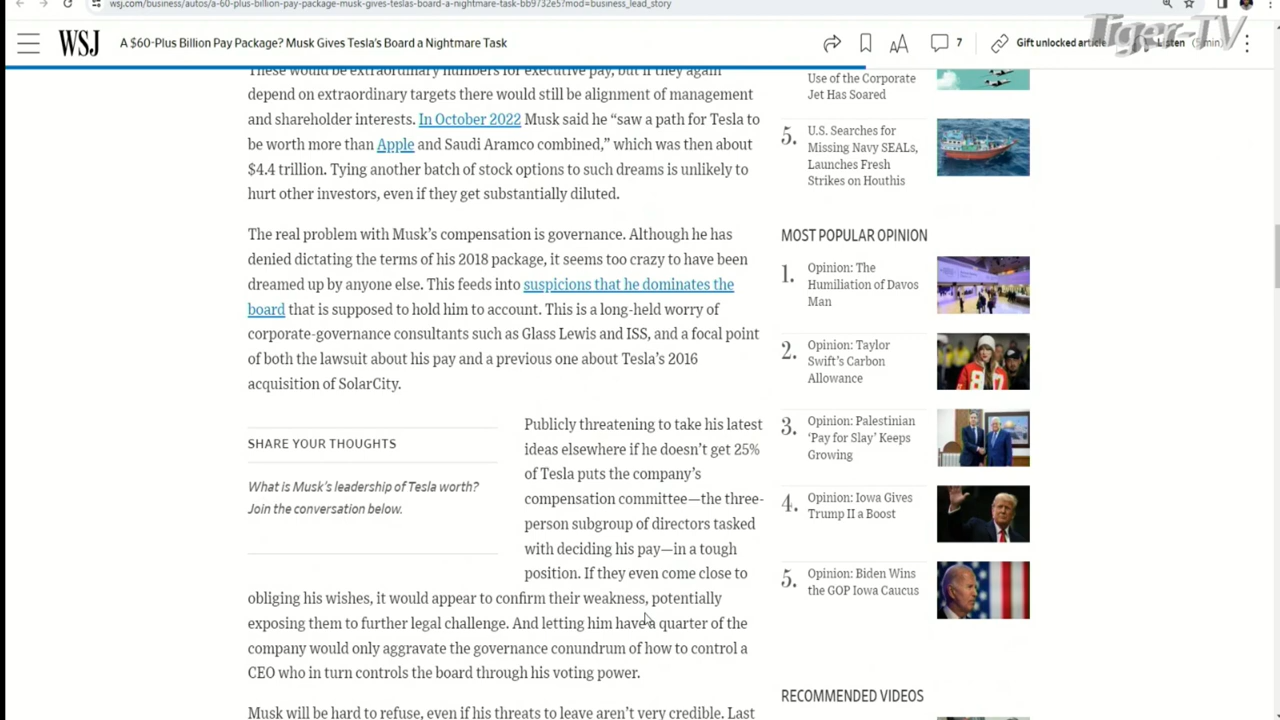 wsj.com/business/autos/a-60-plus-billion-pay-package-musk-gives-teslas-board-a-nightmare-task-bb9732e5?mod=business_lead_story
Tiger-TV
WSJ
A $60-Plus Billion Pay Package? Musk Gives Tesla's Board a Nightmare Task
7
Gift unlocked article
Listen
(5 min)
These would be extraordinary numbers for executive pay, but if they again
depend on extraordinary targets there would still be alignment of management
and shareholder interests. In October 2022 Musk said he “saw a path for Tesla to
be worth more than Apple and Saudi Aramco combined,” which was then about
$4.4 trillion. Tying another batch of stock options to such dreams is unlikely to
hurt other investors, even if they get substantially diluted.
The real problem with Musk’s compensation is governance. Although he has
denied dictating the terms of his 2018 package, it seems too crazy to have been
dreamed up by anyone else. This feeds into suspicions that he dominates the
board that is supposed to hold him to account. This is a long-held worry of
corporate-governance consultants such as Glass Lewis and ISS, and a focal point
of both the lawsuit about his pay and a previous one about Tesla’s 2016
acquisition of SolarCity.
SHARE YOUR THOUGHTS
What is Musk’s leadership of Tesla worth?
Join the conversation below.
Publicly threatening to take his latest
ideas elsewhere if he doesn’t get 25%
of Tesla puts the company’s
compensation committee—the three-
person subgroup of directors tasked
with deciding his pay—in a tough
position. If they even come close to
obliging his wishes, it would appear to confirm their weakness, potentially
exposing them to further legal challenge. And letting him have a quarter of the
company would only aggravate the governance conundrum of how to control a
CEO who in turn controls the board through his voting power.
Musk will be hard to refuse, even if his threats to leave aren’t very credible. Last
Use of the Corporate
Jet Has Soared
5.
U.S. Searches for
Missing Navy SEALs,
Launches Fresh
Strikes on Houthis
MOST POPULAR OPINION
1.
Opinion: The
Humiliation of Davos
Man
2.
Opinion: Taylor
Swift’s Carbon
Allowance
3.
Opinion: Palestinian
‘Pay for Slay’ Keeps
Growing
4.
Opinion: Iowa Gives
Trump II a Boost
5.
Opinion: Biden Wins
the GOP Iowa Caucus
RECOMMENDED VIDEOS